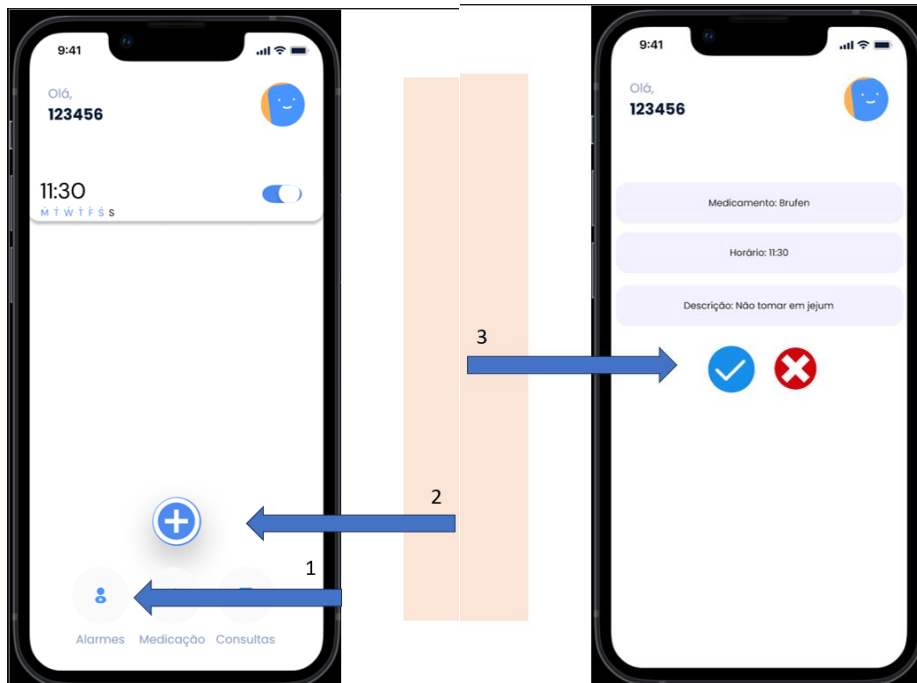 9:41
Olá,
123456
11:30
M T W T F S S
1
2
Alarmes Medicação Consultas
3
9:41
Olá,
123456
Medicamento: Brufen
Horário: 11:30
Descrição: Não tomar em jejum